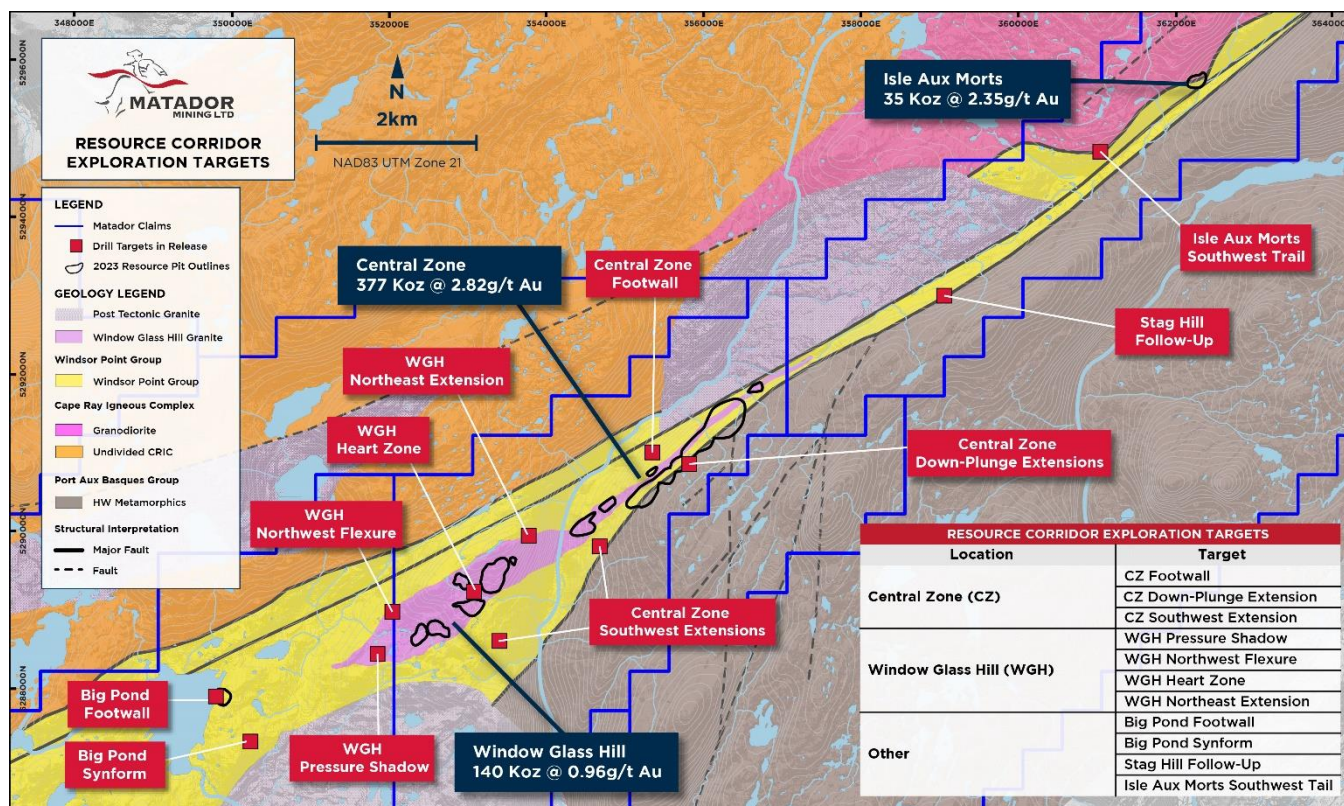 348000E
350000E
352000E
354000E
356000E
358000E
360000E
362000E
364000E
5296000N
5294000N
5292000N
5290000N
5288000N
MATADOR
MINING LTD
RESOURCE CORRIDOR
EXPLORATION TARGETS
N
2km
NAD83 UTM Zone 21
LEGEND
Matador Claims
Drill Targets in Release
2023 Resource Pit Outlines
GEOLOGY LEGEND
Post Tectonic Granite
Window Glass Hill Granite
Windsor Point Group
Windsor Point Group
Cape Ray Igneous Complex
Granodiorite
Undivided CRIC
Port Aux Basques Group
HW Metamorphics
Structural Interpretation
Major Fault
Fault
Isle Aux Morts
35 Koz @ 2.35g/t Au
Isle Aux Morts
Southwest Trail
Stag Hill
Follow-Up
Central Zone
377 Koz @ 2.82g/t Au
Central Zone
Footwall
WGH
Northeast Extension
WGH
Heart Zone
WGH
Northwest Flexure
Central Zone
Down-Plunge Extensions
Central Zone
Southwest Extensions
Big Pond
Footwall
Big Pond
Synform
WGH
Pressure Shadow
Window Glass Hill
140 Koz @ 0.96g/t Au
RESOURCE CORRIDOR EXPLORATION TARGETS
Location Target
Central Zone (CZ)
CZ Footwall
CZ Down-Plunge Extension
CZ Southwest Extension
Window Glass Hill (WGH)
WGH Pressure Shadow
WGH Northwest Flexure
WGH Heart Zone
WGH Northeast Extension
Other
Big Pond Footwall
Big Pond Synform
Stag Hill Follow-Up
Isle Aux Morts Southwest Tail